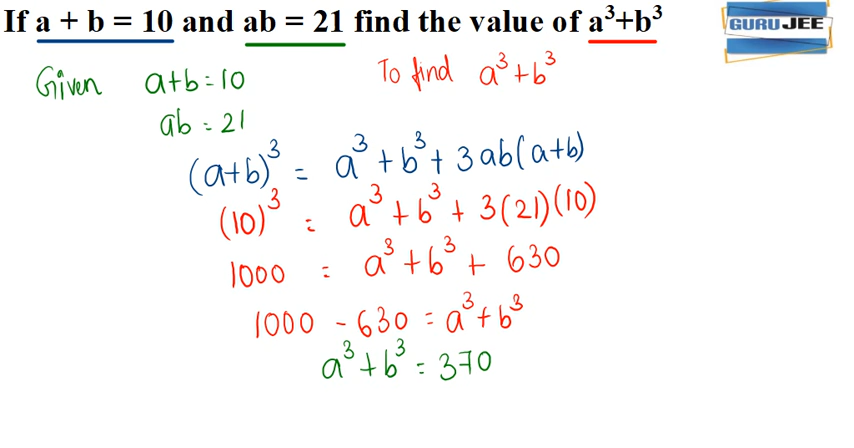 If a + b = 10 and ab = 21 find the value of a³+b³
GURUJEE
Given a+b=10 To find a³+b³
ab = 21
(a+b)³ = a³+b³+3ab(a+b)
(10)³ = a³+b³+3(21)(10)
1000 = a³+b³+630
1000-630=a³+b³
a³+b³=370